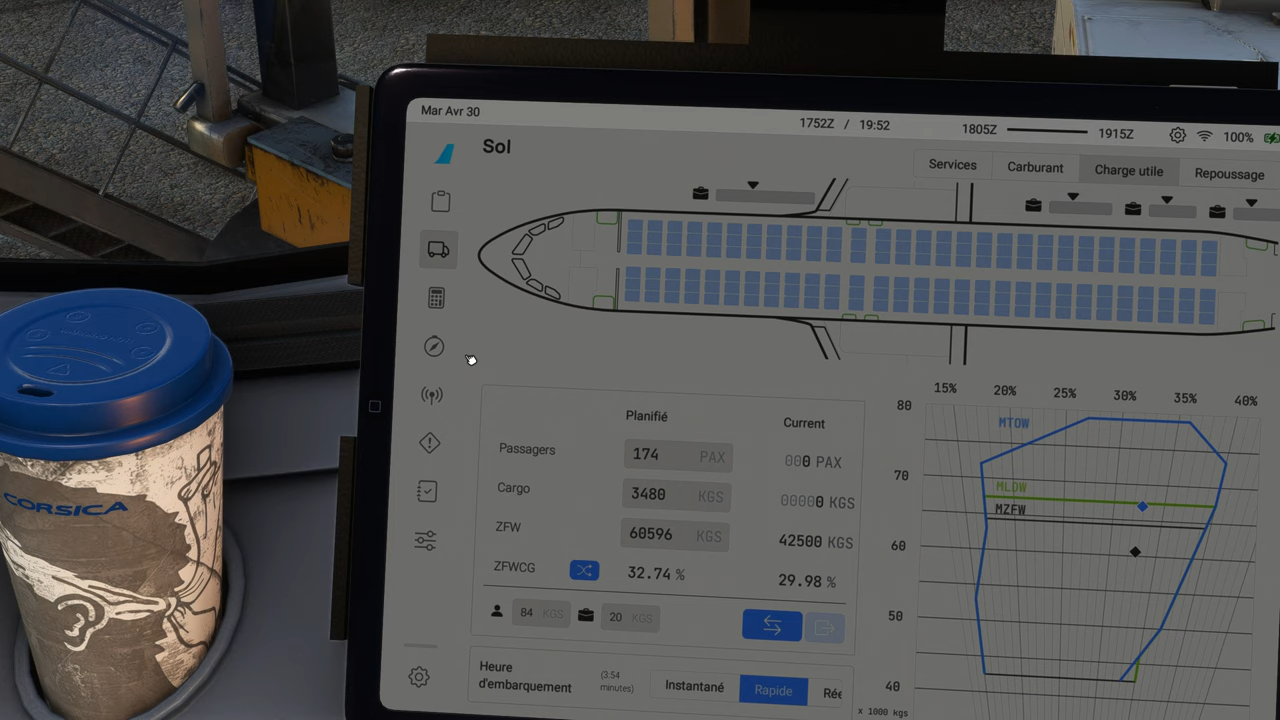 Mar Avr 30
1752Z / 19:52
1805Z
1915Z
100%
Sol
Services
Carburant
Charge utile
Repoussage
Planifié
Current
Passagers
174 PAX
000 PAX
Cargo
3480 KGS
00000 KGS
ZFW
60596 KGS
42500 KGS
ZFWCG
32.74 %
29.98 %
84 KGS
20 KGS
Heure
d'embarquement
(3.54
minutes)
Instantané
Rapide
Rée
15% 20% 25% 30% 35% 40%
80
70
60
50
40
MTOW
MLDW
MZFW
x 1000 kgs
CORSICA